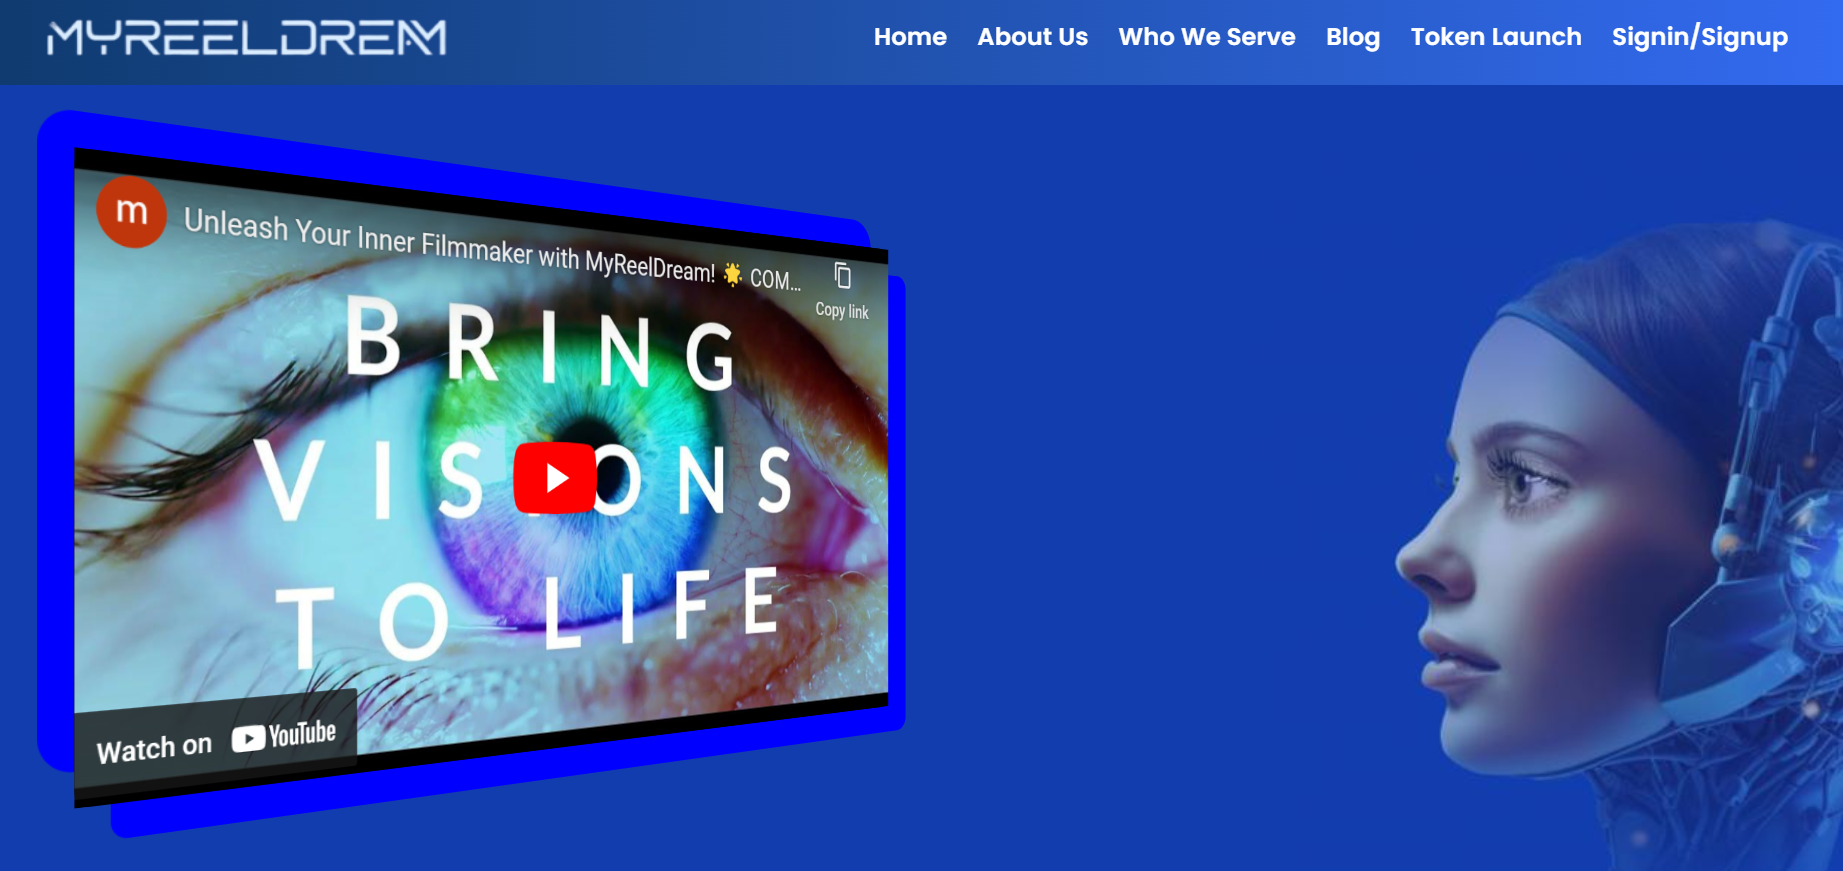 MYREELDREAM
Home About Us Who We Serve Blog Token Launch Signin/Signup
m Unleash Your Inner Filmmaker with MyReelDream! 🌟 COM...
Copy link
BRING
VISIONS
TO LIFE
Watch on YouTube